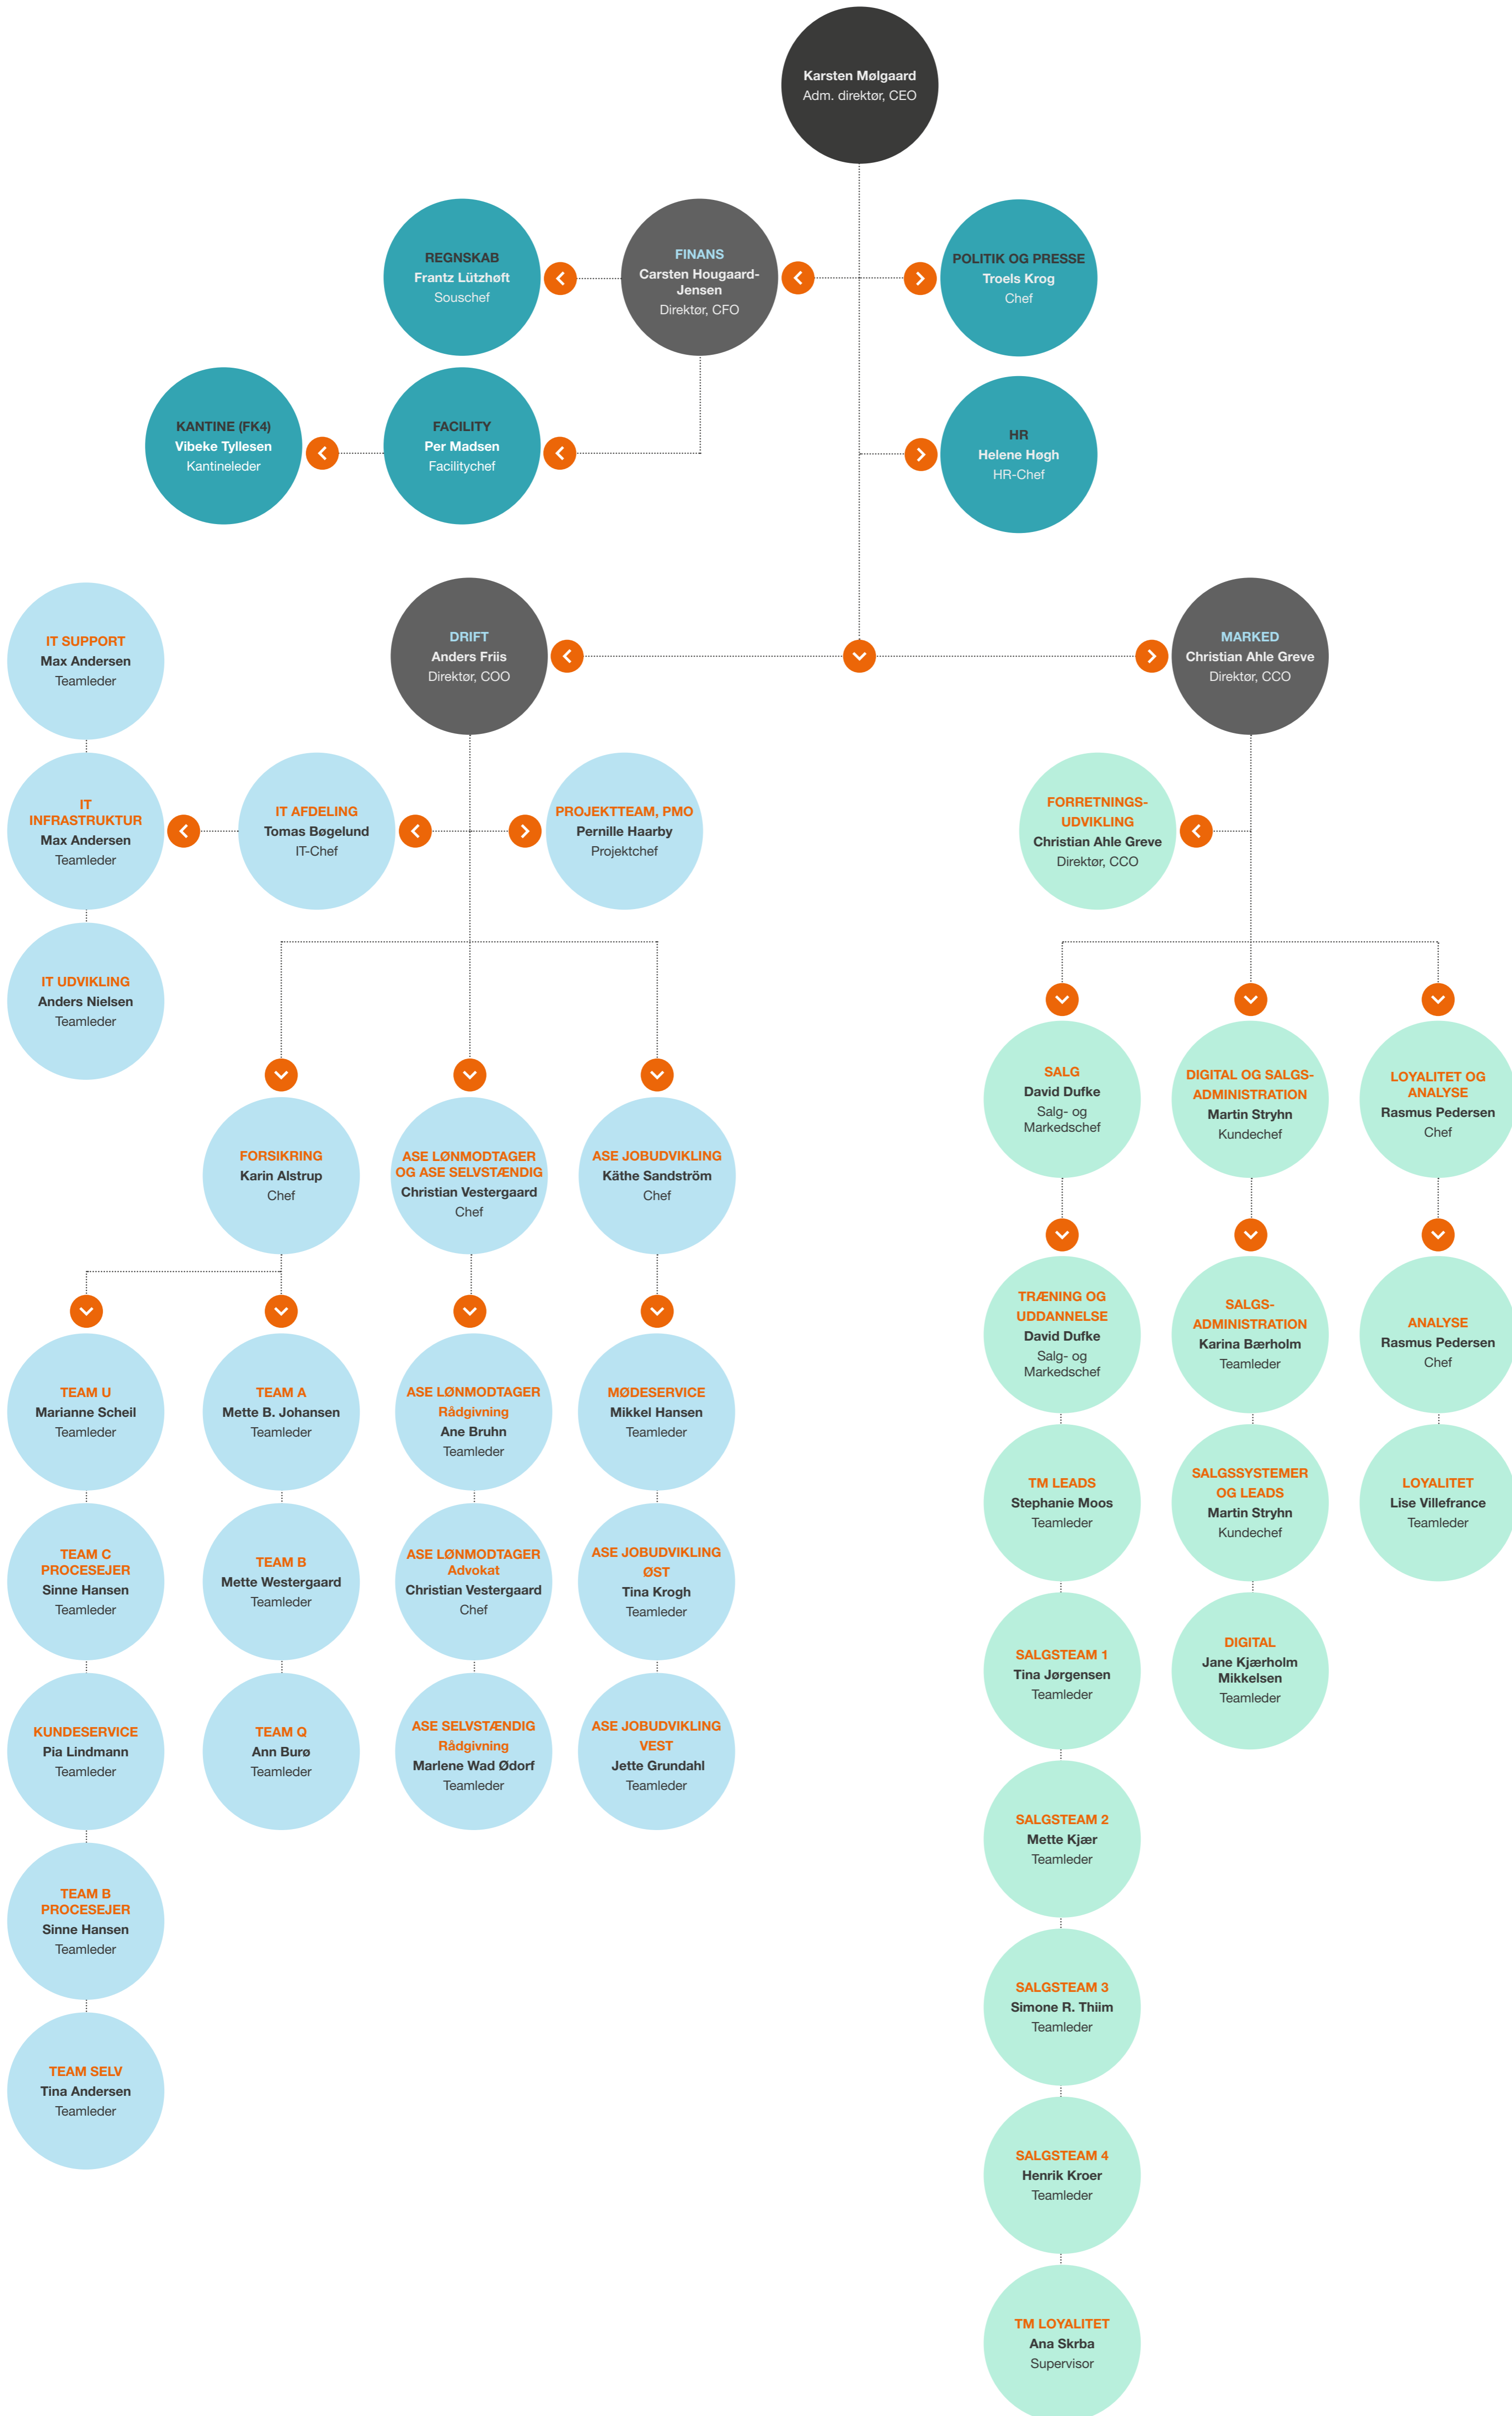 Karsten Mølgaard
Adm. direktør, CEO
REGNSKAB
Frantz Lützhøft
Souschef
FINANS
Carsten Hougaard-
Jensen
Direktør, CFO
POLITIK OG PRESSE
Troels Krog
Chef
KANTINE (FK4)
Vibeke Tyllesen
Kantineleder
FACILITY
Per Madsen
Facilitychef
HR
Helene Høgh
HR-Chef
DRIFT
Anders Friis
Direktør, COO
MARKED
Christian Ahle Greve
Direktør, CCO
IT SUPPORT
Max Andersen
Teamleder
IT
INFRASTRUKTUR
Max Andersen
Teamleder
IT AFDELING
Tomas Bøgelund
IT-Chef
PROJEKTTEAM, PMO
Pernille Haarby
Projektchef
FORRETNINGS-
UDVIKLING
Christian Ahle Greve
Direktør, CCO
IT UDVIKLING
Anders Nielsen
Teamleder
FORSIKRING
Karin Alstrup
Chef
ASE LØNMODTAGER
OG ASE SELVSTÆNDIG
Christian Vestergaard
Chef
ASE JOBUDVIKLING
Käthe Sandström
Chef
SALG
David Dufke
Salg- og
Markedschef
DIGITAL OG SALGS-
ADMINISTRATION
Martin Stryhn
Kundechef
LOYALITET OG
ANALYSE
Rasmus Pedersen
Chef
TEAM U
Marianne Scheil
Teamleder
TEAM C
PROCESEJER
Sinne Hansen
Teamleder
KUNDESERVICE
Pia Lindmann
Teamleder
TEAM B
PROCESEJER
Sinne Hansen
Teamleder
TEAM SELV
Tina Andersen
Teamleder
TEAM A
Mette B. Johansen
Teamleder
TEAM B
Mette Westergaard
Teamleder
TEAM Q
Ann Burø
Teamleder
ASE LØNMODTAGER
Rådgivning
Ane Bruhn
Teamleder
ASE LØNMODTAGER
Advokat
Christian Vestergaard
Chef
ASE SELVSTÆNDIG
Rådgivning
Marlene Wad Ødorf
Teamleder
MØDESERVICE
Mikkel Hansen
Teamleder
ASE JOBUDVIKLING
ØST
Tina Krogh
Teamleder
ASE JOBUDVIKLING
VEST
Jette Grundahl
Teamleder
TRÆNING OG
UDDANNELSE
David Dufke
Salg- og
Markedschef
TM LEADS
Stephanie Moos
Teamleder
SALGSTEAM 1
Tina Jørgensen
Teamleder
SALGSTEAM 2
Mette Kjær
Teamleder
SALGSTEAM 3
Simone R. Thiim
Teamleder
SALGSTEAM 4
Henrik Kroer
Teamleder
TM LOYALITET
Ana Skrba
Supervisor
SALGS-
ADMINISTRATION
Karina Bærholm
Teamleder
SALGSSYSTEMER
OG LEADS
Martin Stryhn
Kundechef
DIGITAL
Jane Kjærholm
Mikkelsen
Teamleder
ANALYSE
Rasmus Pedersen
Chef
LOYALITET
Lise Villefrance
Teamleder